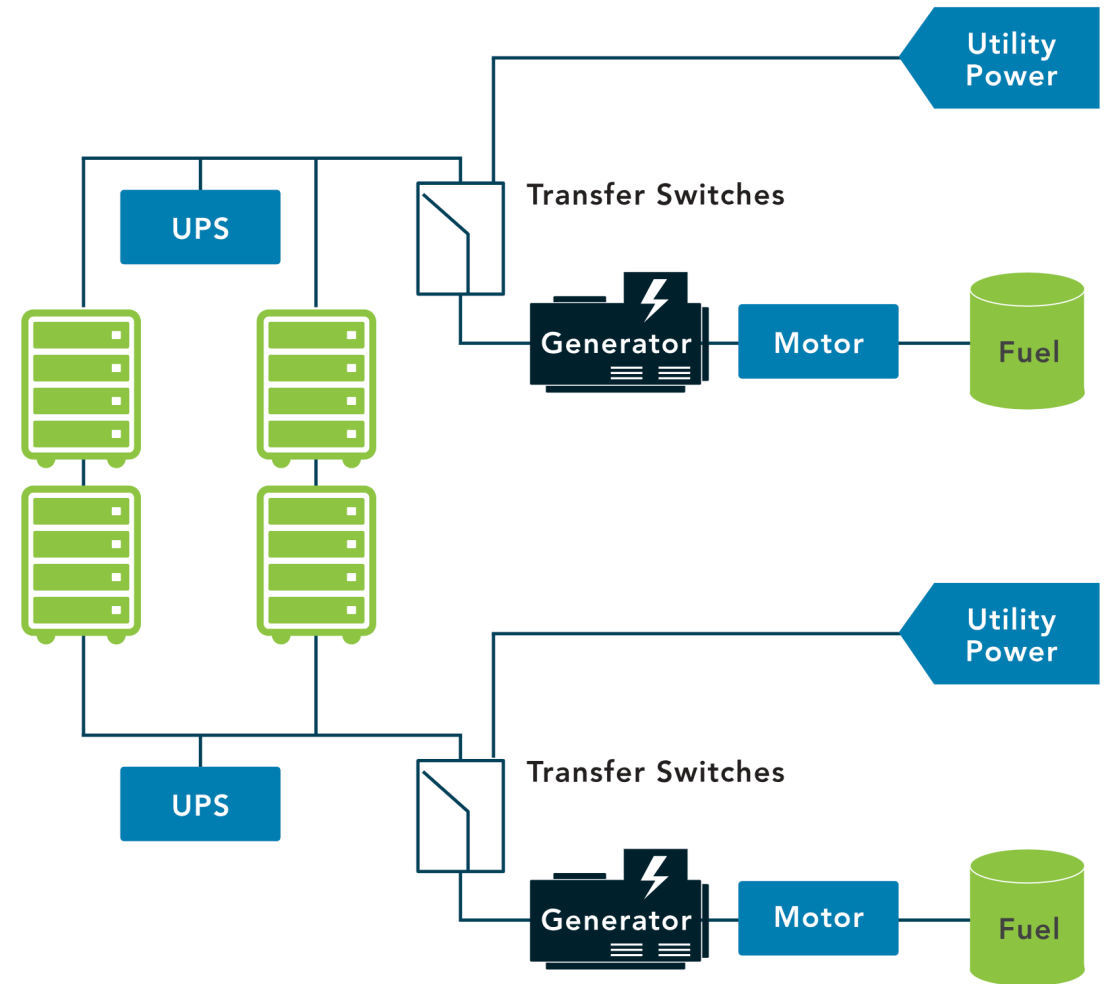 Utility
Power
Transfer Switches
UPS
Generator
Motor
Fuel
Utility
Power
Transfer Switches
UPS
Generator
Motor
Fuel